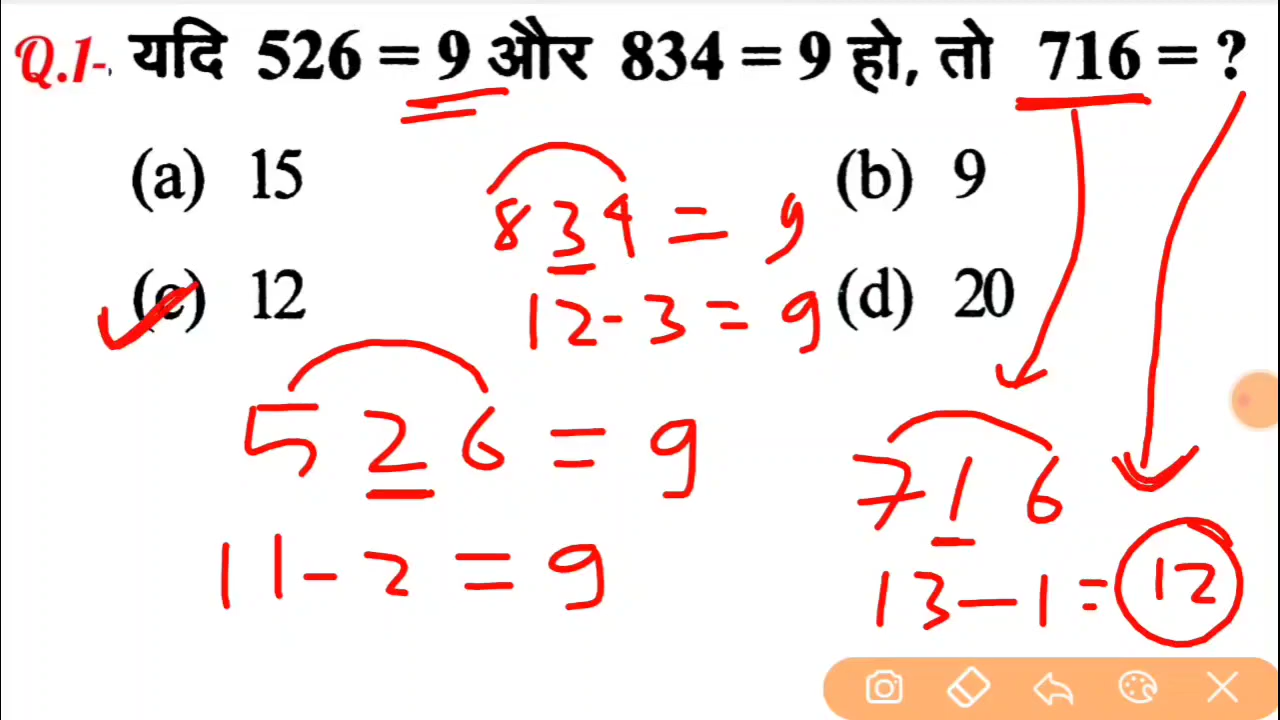 Q.1- यदि 526 = 9 और 834 = 9 हो, तो 716 = ?
(a) 15
(b) 9
834 = 9
(c) 12
(d) 20
12-3 = 9
526 = 9
716
11-2 = 9
13-1 = 12